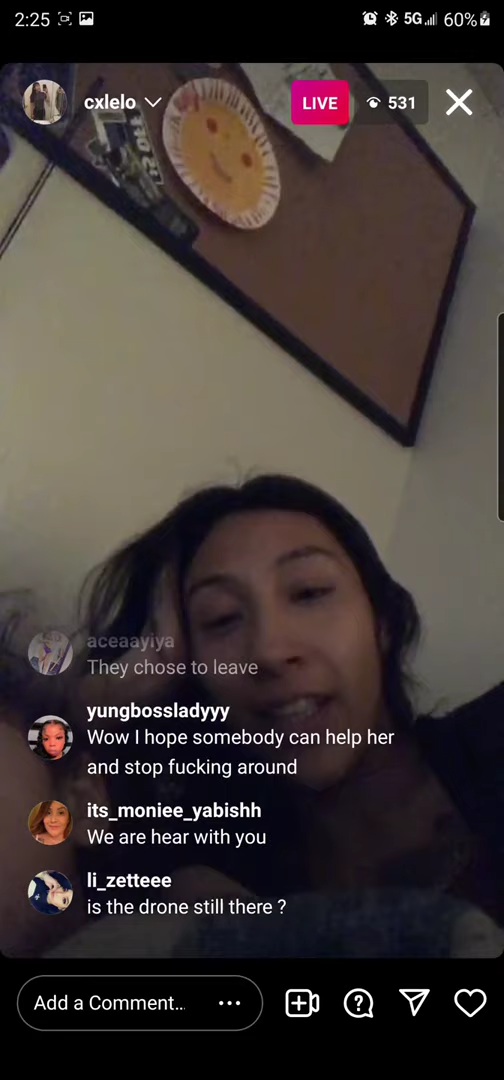 2:25
5G 60%
cxlelo
LIVE
531
aceaayiya
They chose to leave
yungbossladyyy
Wow I hope somebody can help her
and stop fucking around
its_moniee_yabishh
We are hear with you
li_zetteee
is the drone still there ?
Add a Comment...